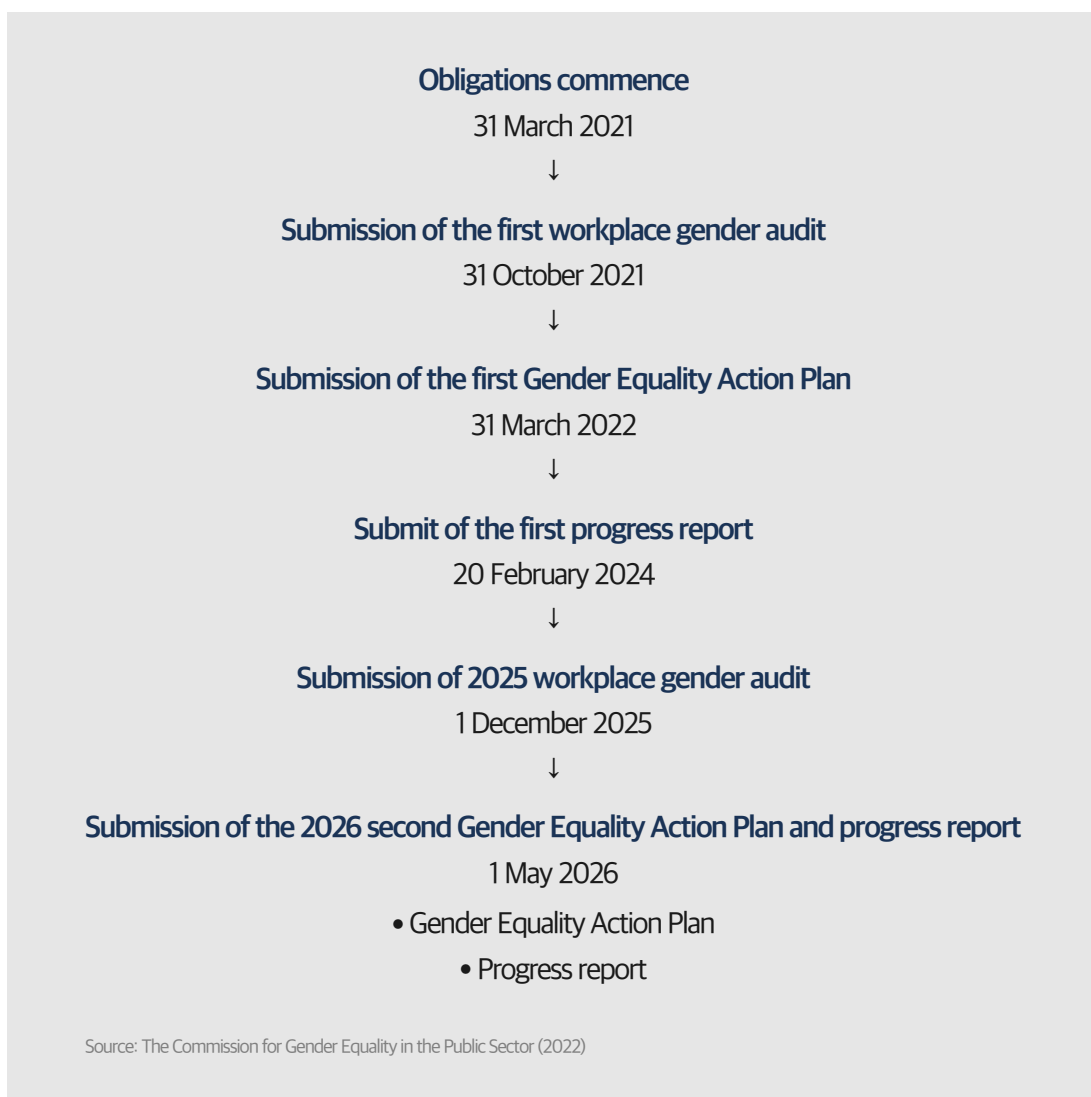 Obligations commence
31 March 2021
↓
Submission of the first workplace gender audit
31 October 2021
↓
Submission of the first Gender Equality Action Plan
31 March 2022
↓
Submit of the first progress report
20 February 2024
↓
Submission of 2025 workplace gender audit
1 December 2025
↓
Submission of the 2026 second Gender Equality Action Plan and progress report
1 May 2026
• Gender Equality Action Plan
• Progress report
Source: The Commission for Gender Equality in the Public Sector (2022)